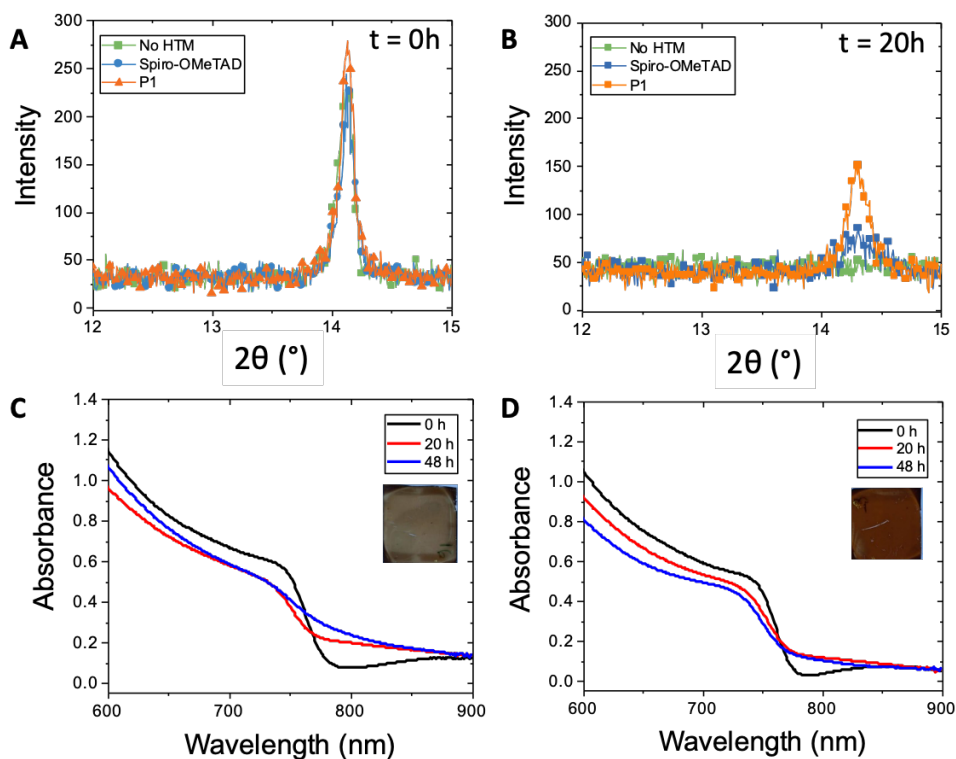 A
t = 0h
No HTM
Spiro-OMeTAD
P1
300
250
200
150
100
50
0
Intensity
12
13
14
15
2θ (°)
B
t = 20h
No HTM
Spiro-OMeTAD
P1
300
250
200
150
100
50
0
Intensity
12
13
14
15
2θ (°)
C
0 h
20 h
48 h
1.4
1.2
1.0
0.8
0.6
0.4
0.2
0.0
Absorbance
600
700
800
900
Wavelength (nm)
D
0 h
20 h
48 h
1.4
1.2
1.0
0.8
0.6
0.4
0.2
0.0
Absorbance
600
700
800
900
Wavelength (nm)